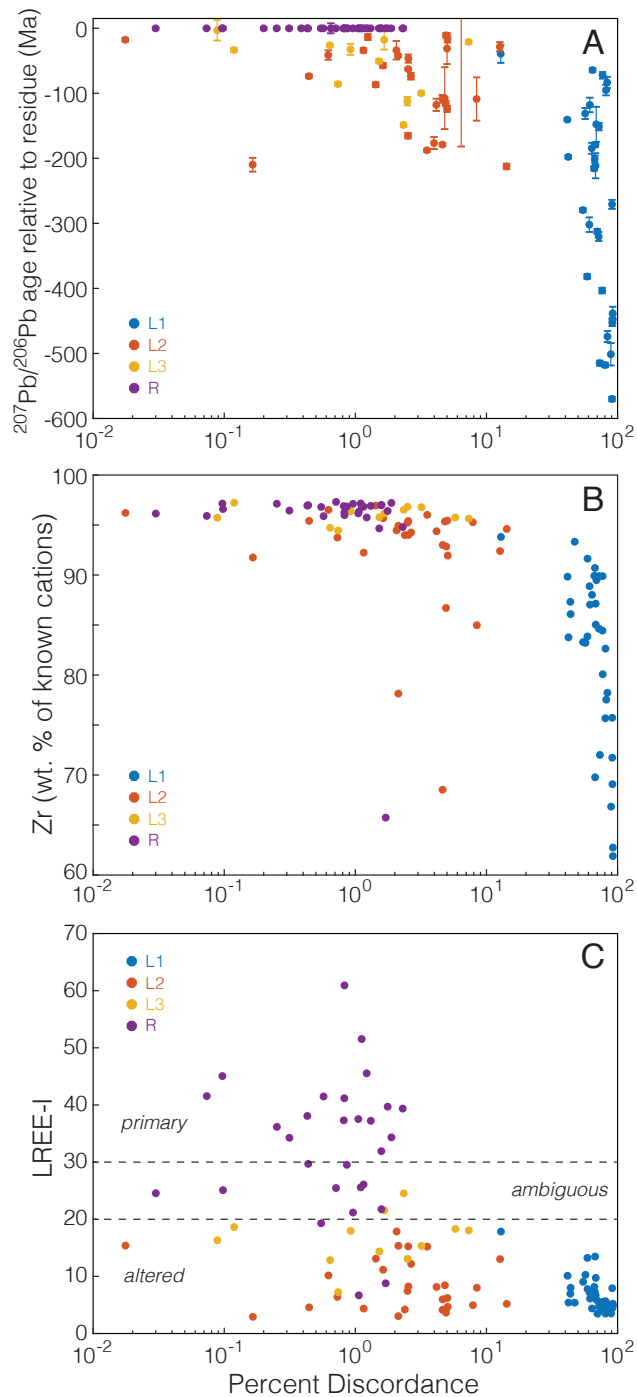 A
0
-100
-200
-300
-400
-500
-600
²⁰⁷Pb/²⁰⁶Pb age relative to residue (Ma)
L1
L2
L3
R
10⁻² 10⁻¹ 10⁰ 10¹ 10²
B
100
90
80
70
60
Zr (wt. % of known cations)
L1
L2
L3
R
10⁻² 10⁻¹ 10⁰ 10¹ 10²
C
70
60
50
40
30
20
10
0
LREE-I
L1
L2
L3
R
primary
ambiguous
altered
10⁻² 10⁻¹ 10⁰ 10¹ 10²
Percent Discordance